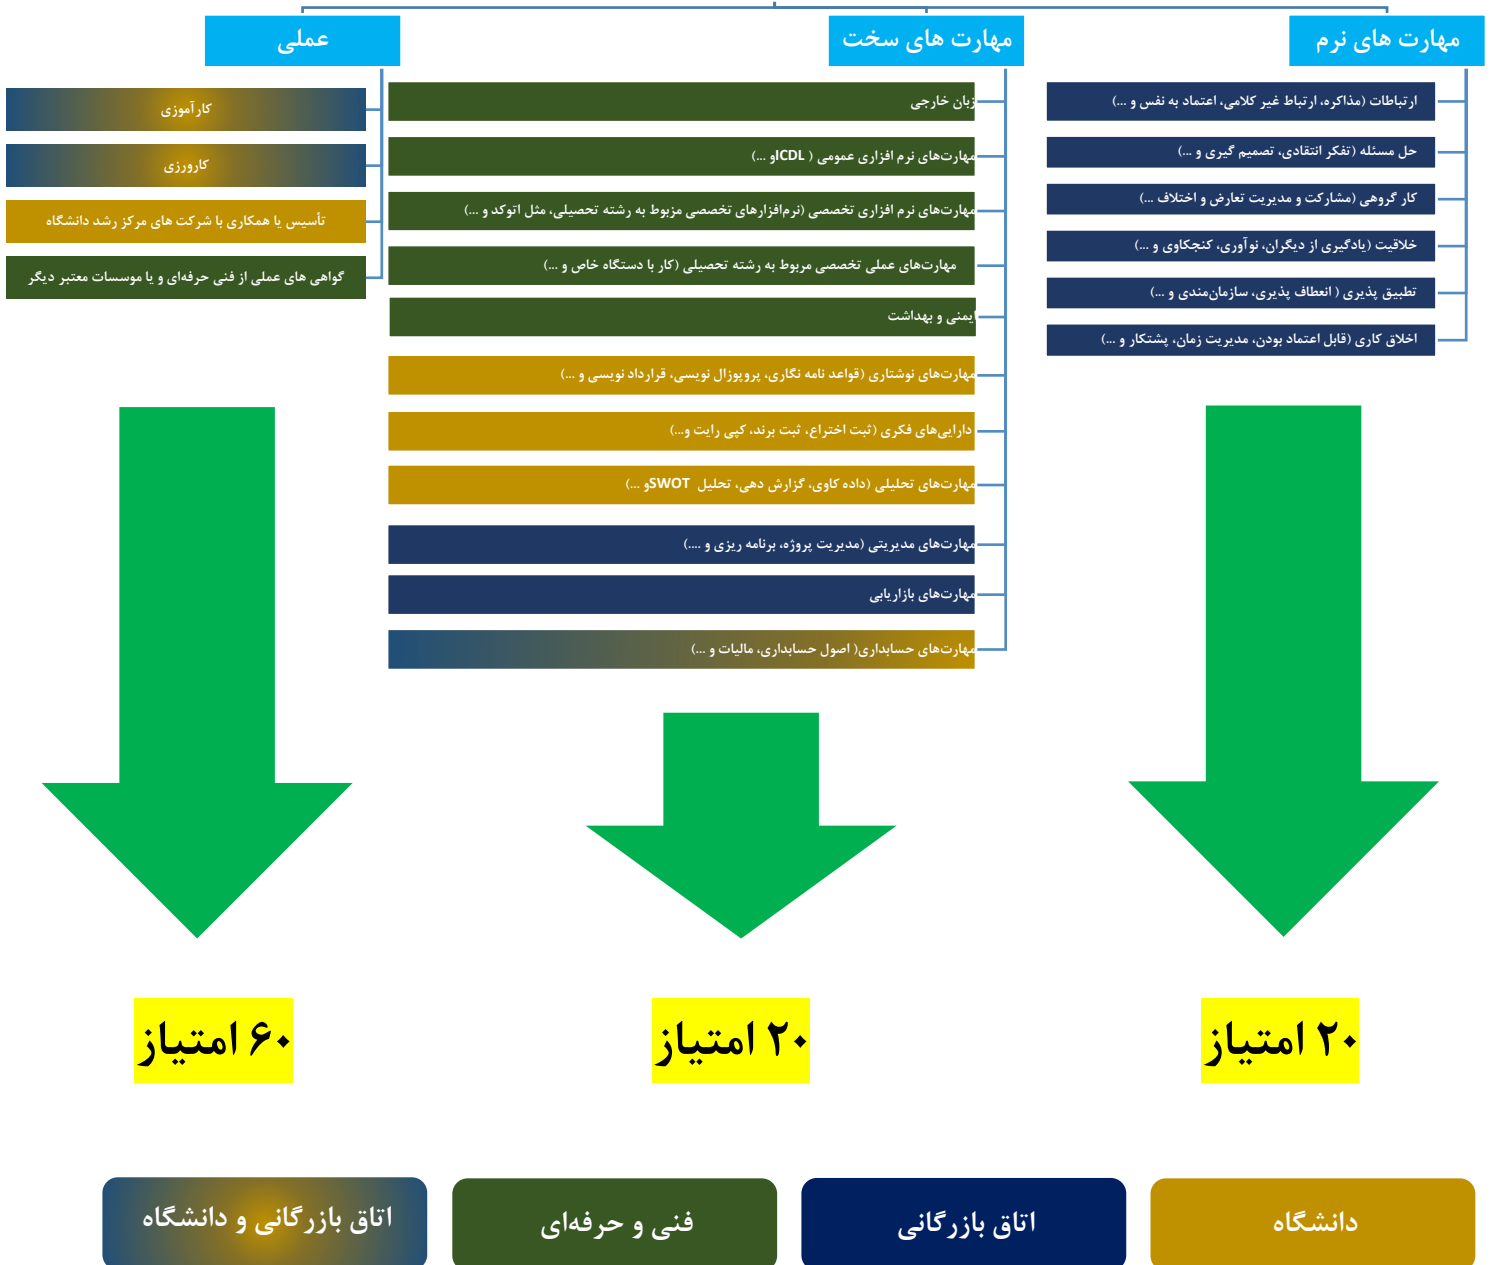 مهارت های نرم
ارتباطات (مذاکره، ارتباط غیر کلامی، اعتماد به نفس و ...)
حل مسئله (تفکر انتقادی، تصمیم گیری و ...)
کار گروهی (مشارکت و مدیریت تعارض و اختلاف ...)
خلاقیت (یادگیری از دیگران، نوآوری، کنجکاوی و ...)
تطبیق پذیری ( انعطاف پذیری، سازمان‌مندی و ...)
اخلاق کاری (قابل اعتماد بودن، مدیریت زمان، پشتکار و ...)
مهارت های سخت
زبان خارجی
مهارت‌های نرم افزاری عمومی ( ICDLو ...)
مهارت‌های نرم افزاری تخصصی (نرم‌افزارهای تخصصی مزبوط به رشته تحصیلی، مثل اتوکد و ...)
مهارت‌های عملی تخصصی مربوط به رشته تحصیلی (کار با دستگاه خاص و ...)
ایمنی و بهداشت
مهارت‌های نوشتاری (قواعد نامه نگاری، پروپوزال نویسی، قرارداد نویسی و ...)
دارایی‌های فکری (ثبت اختراع، ثبت برند، کپی رایت و...)
مهارت‌های تحلیلی (داده کاوی، گزارش دهی، تحلیل SWOTو ...)
مهارت‌های مدیریتی (مدیریت پروژه، برنامه ریزی و ....)
مهارت‌های بازاریابی
مهارت‌های حسابداری( اصول حسابداری، مالیات و ...)
عملی
کارآموزی
کارورزی
تأسیس یا همکاری با شرکت های مرکز رشد دانشگاه
گواهی های عملی از فنی حرفه‌ای و یا موسسات معتبر دیگر
۲۰ امتیاز
۲۰ امتیاز
۶۰ امتیاز
دانشگاه
اتاق بازرگانی
فنی و حرفه‌ای
اتاق بازرگانی و دانشگاه